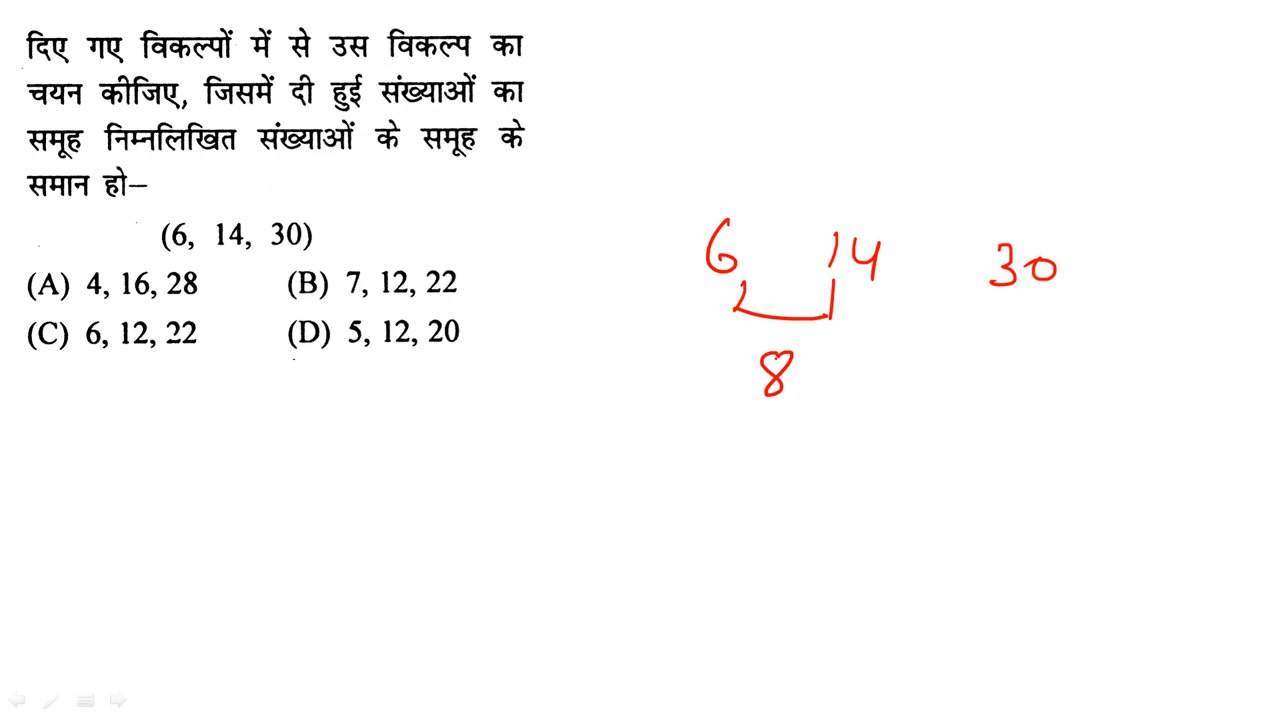 दिए गए विकल्पों में से उस विकल्प का
चयन कीजिए, जिसमें दी हुई संख्याओं का
समूह निम्नलिखित संख्याओं के समूह के
समान हो–
(6, 14, 30)
(A) 4, 16, 28 (B) 7, 12, 22
(C) 6, 12, 22 (D) 5, 12, 20
6 14 30
8